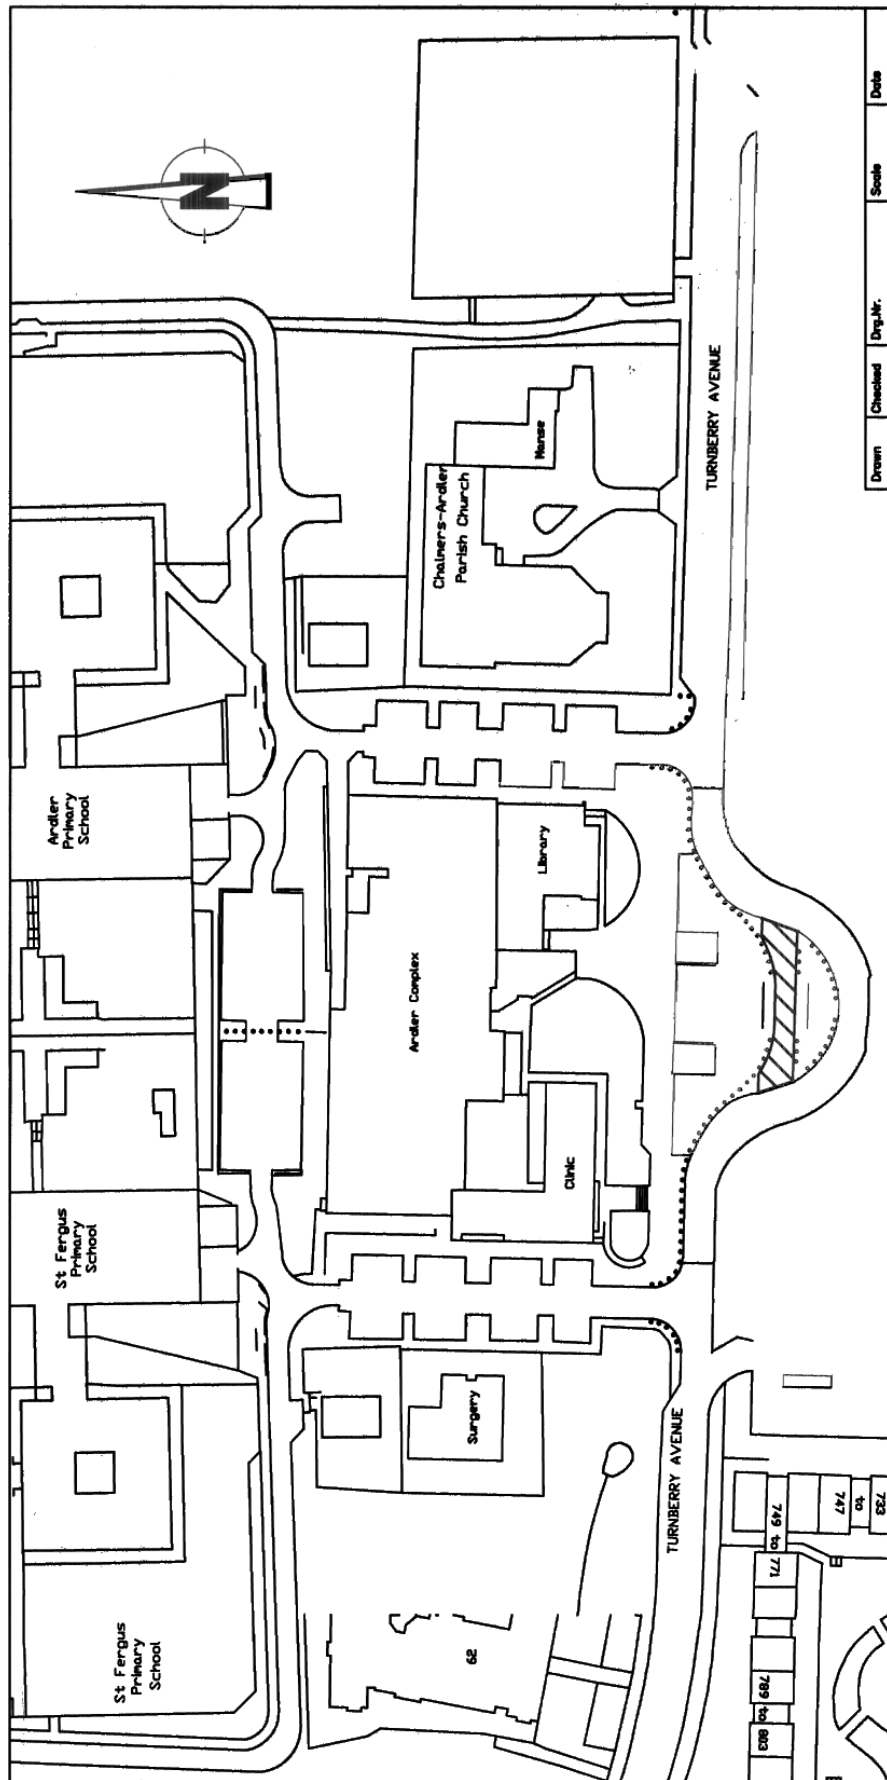 N
Date
Scale
Drg.Nr.
Checked
Drawn
TURNBERRY AVENUE
Manse
Chalmers-Ardler
Parish Church
Ardler
Primary
School
Library
Ardler Complex
Clinic
St Fergus
Primary
School
Surgery
TURNBERRY AVENUE
733
to
747
749 to 771
St Fergus
Primary
School
62
789 to 803